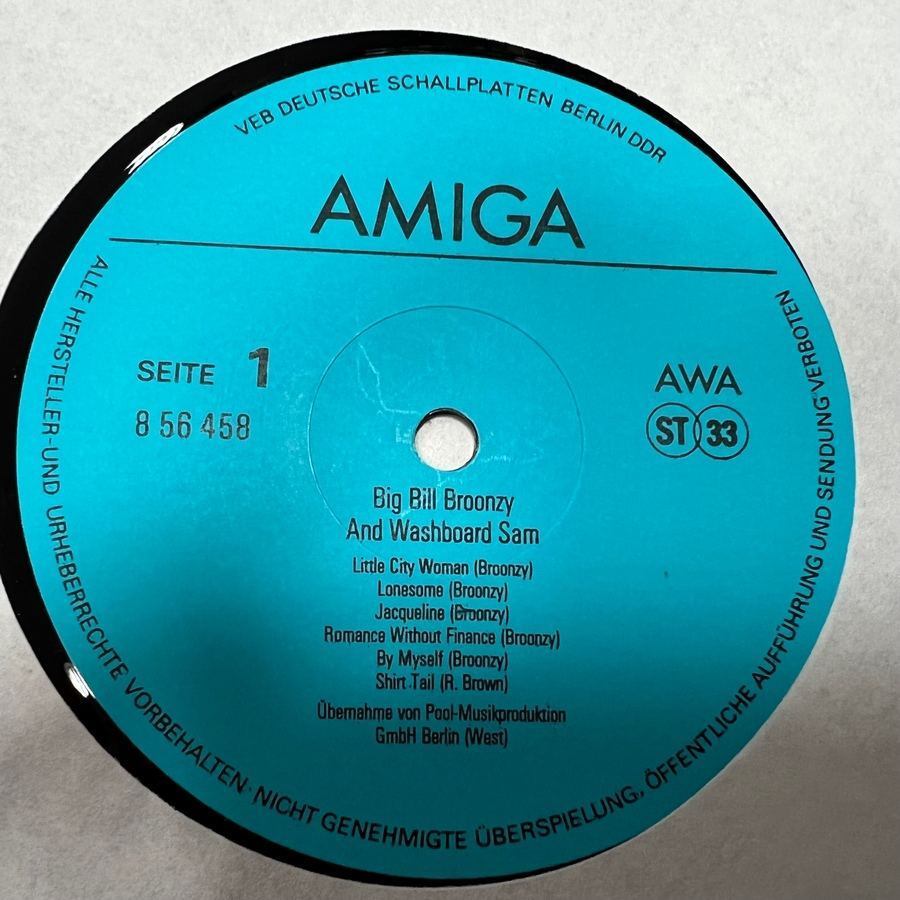 VEB DEUTSCHE SCHALLPLATTEN BERLIN DDR
AMIGA
SEITE 1
8 56 458
AWA
ST 33
Big Bill Broonzy
And Washboard Sam
Little City Woman (Broonzy)
Lonesome (Broonzy)
Jacqueline (Broonzy)
Romance Without Finance (Broonzy)
By Myself (Broonzy)
Shirt Tail (R. Brown)
Übernahme von Pool-Musikproduktion
GmbH Berlin (West)
ALLE HERSTELLER- UND URHEBERRECHTE VORBEHALTEN· NICHT GENEHMIGTE ÜBERSPIELUNG, ÖFFENTLICHE AUFFÜHRUNG UND SENDUNG VERBOTEN